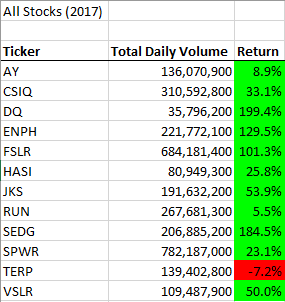 All Stocks (2017)
Ticker Total Daily Volume Return
AY 136,070,900 8.9%
CSIQ 310,592,800 33.1%
DQ 35,796,200 199.4%
ENPH 221,772,100 129.5%
FSLR 684,181,400 101.3%
HASI 80,949,300 25.8%
JKS 191,632,200 53.9%
RUN 267,681,300 5.5%
SEDG 206,885,200 184.5%
SPWR 782,187,000 23.1%
TERP 139,402,800 -7.2%
VSLR 109,487,900 50.0%